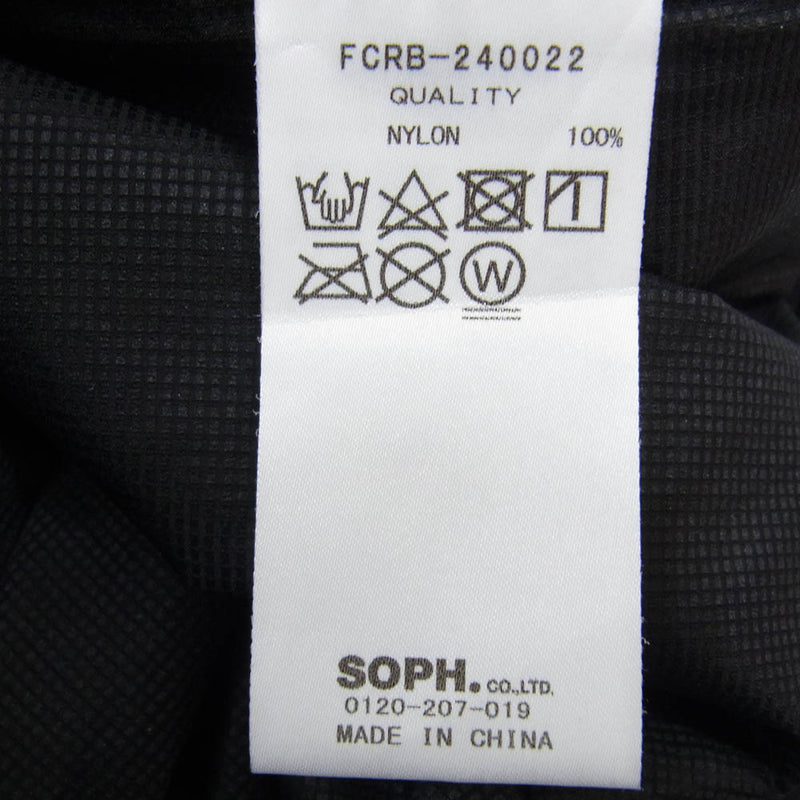 FCRB-240022
QUALITY
NYLON 100%
W
SOPH. CO.,LTD.
0120-207-019
MADE IN CHINA